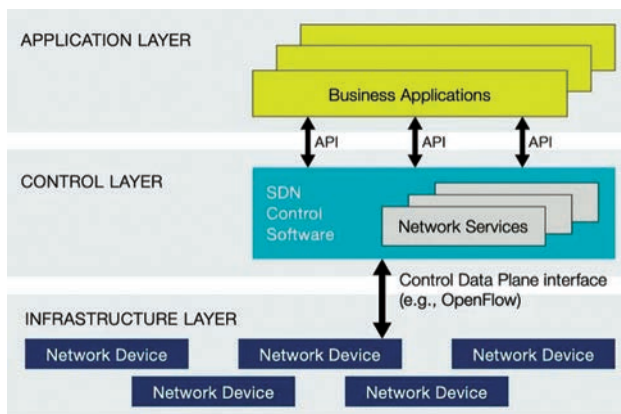 APPLICATION LAYER
Business Applications
API
API
API
CONTROL LAYER
SDN
Control
Software
Network Services
Control Data Plane interface
(e.g., OpenFlow)
INFRASTRUCTURE LAYER
Network Device
Network Device
Network Device
Network Device
Network Device